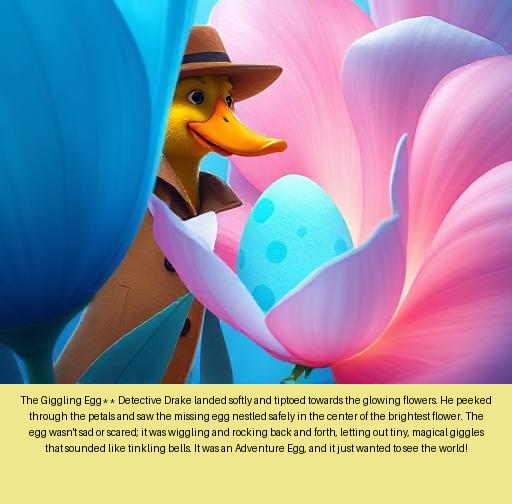 The Giggling Egg** Detective Drake landed softly and tiptoed towards the glowing flowers. He peeked
through the petals and saw the missing egg nestled safely in the center of the brightest flower. The
egg wasn't sad or scared; it was wiggling and rocking back and forth, letting out tiny, magical giggles
that sounded like tinkling bells. It was an Adventure Egg, and it just wanted to see the world!